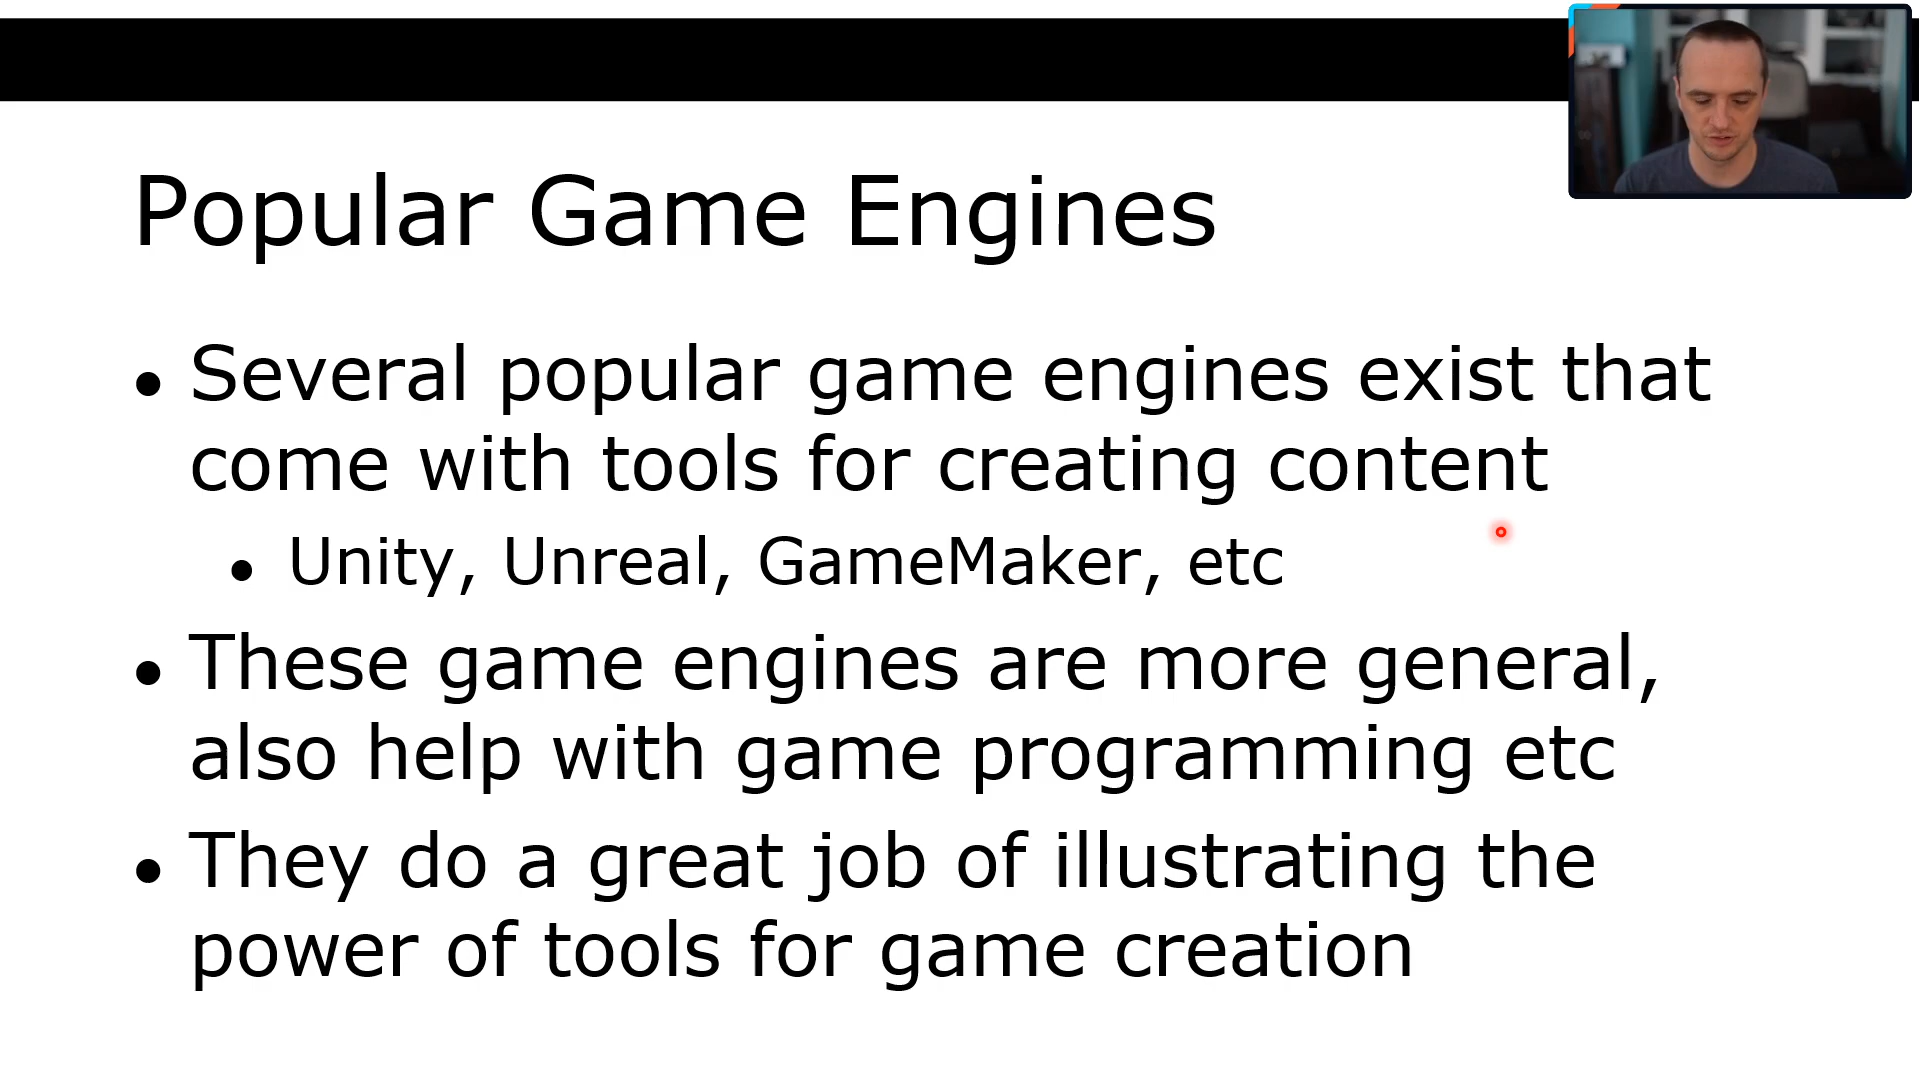 Popular Game Engines
• Several popular game engines exist that
come with tools for creating content
• Unity, Unreal, GameMaker, etc
• These game engines are more general,
also help with game programming etc
• They do a great job of illustrating the
power of tools for game creation